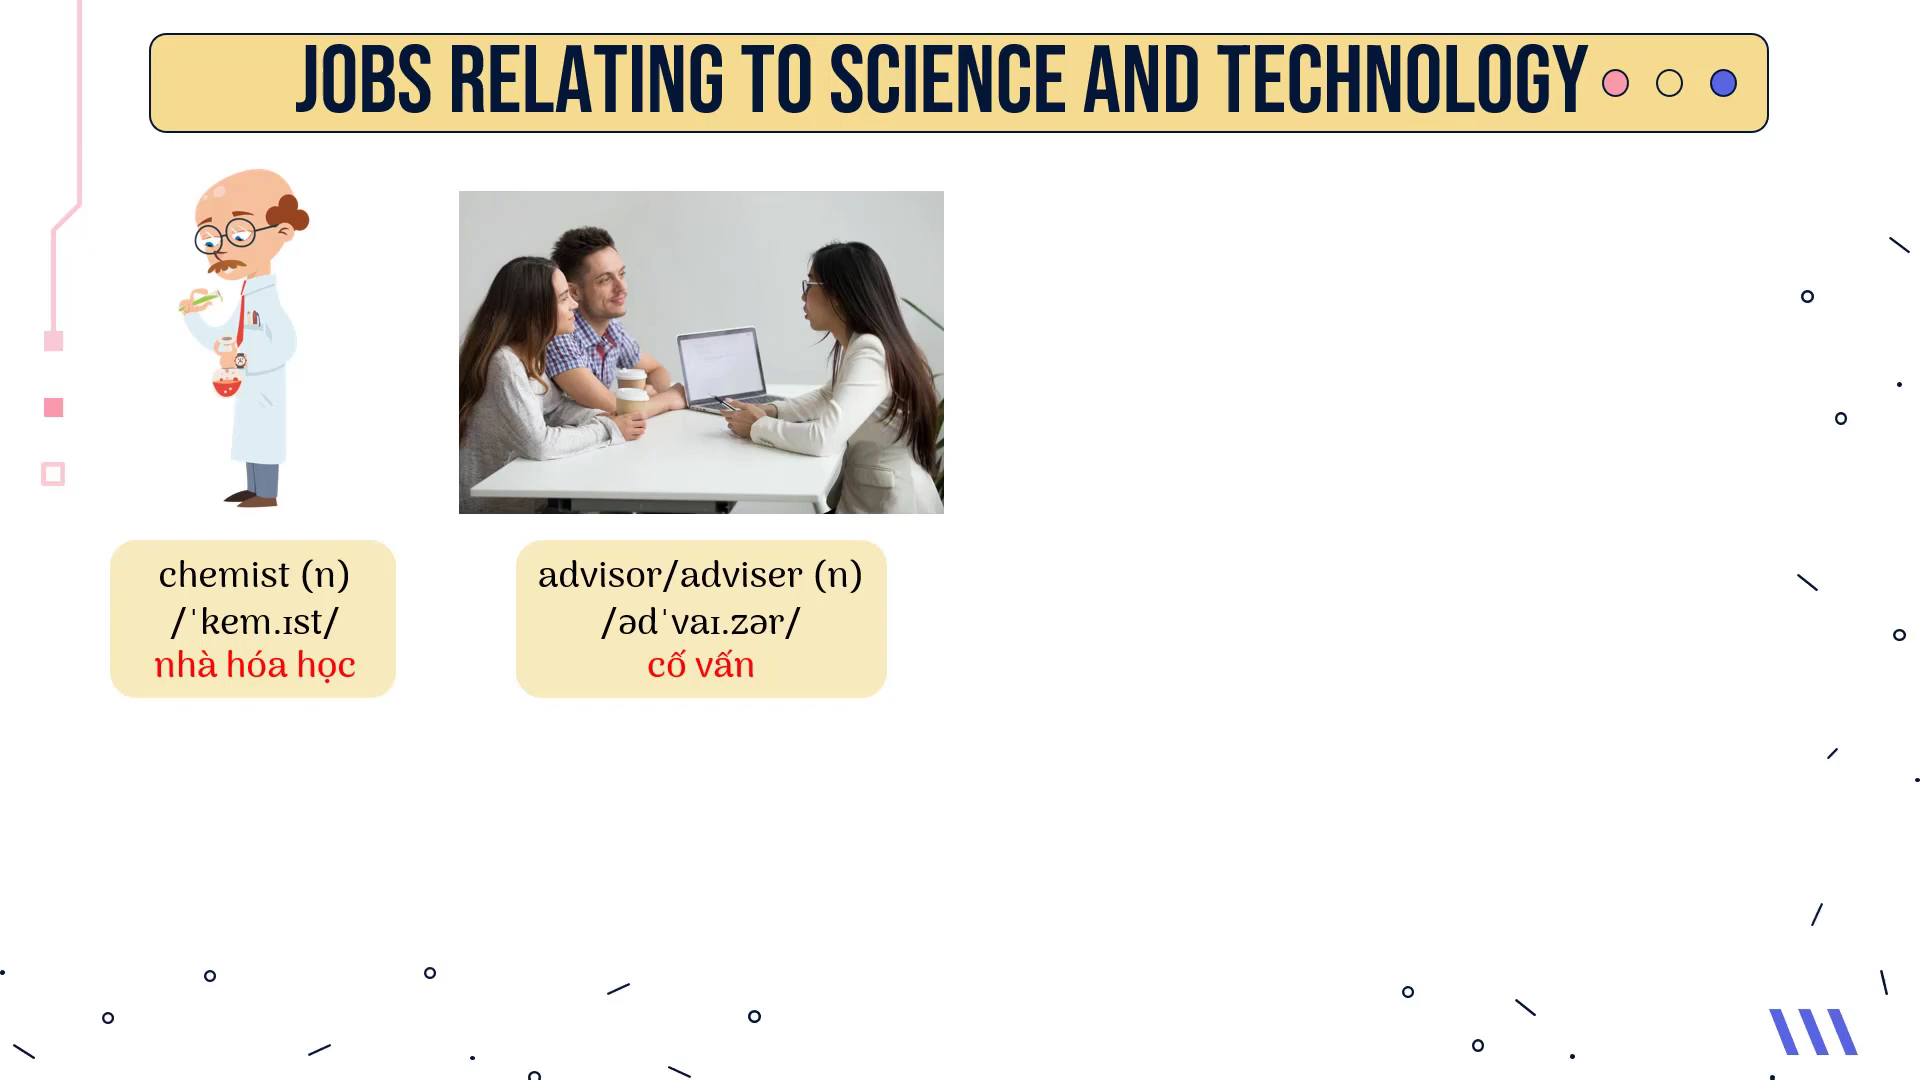 JOBS RELATING TO SCIENCE AND TECHNOLOGY
chemist (n)
/ˈkem.ɪst/
nhà hóa học
advisor/adviser (n)
/ədˈvaɪ.zər/
cố vấn